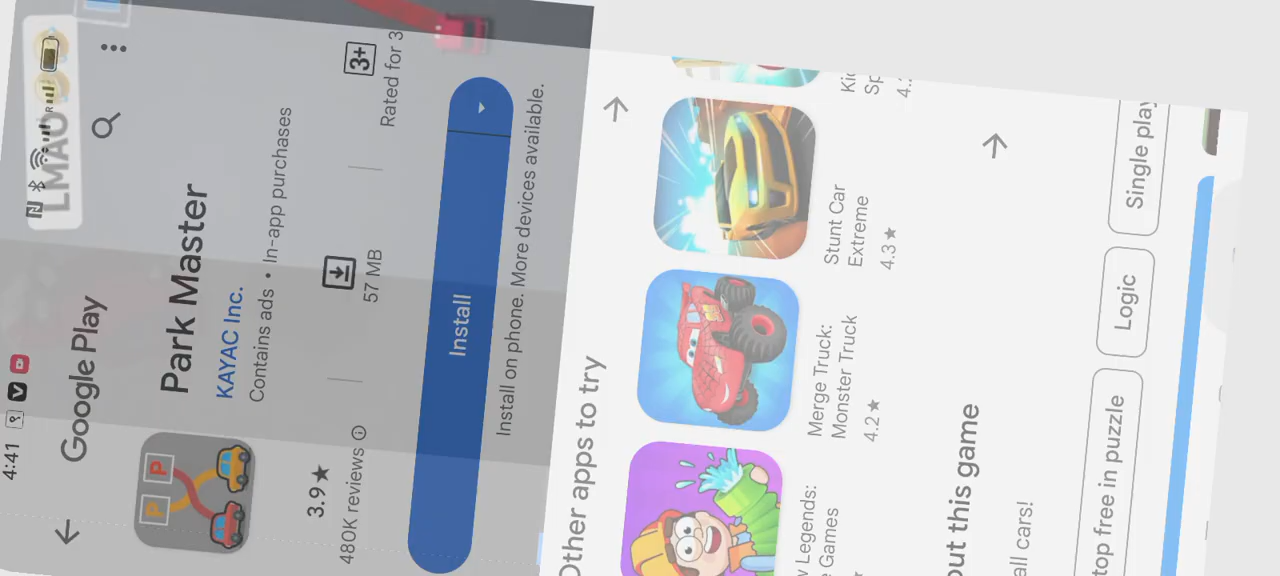 4:41
LMAO
Google Play
Park Master
KAYAC Inc.
Contains ads • In-app purchases
3.9★
480K reviews
57 MB
3+
Rated for 3
Install
Install on phone. More devices available.
Other apps to try
Legends:
Games
Merge Truck:
Monster Truck
4.2★
Stunt Car
Extreme
4.3★
4.
out this game
all cars!
top free in puzzle
Logic
Single play